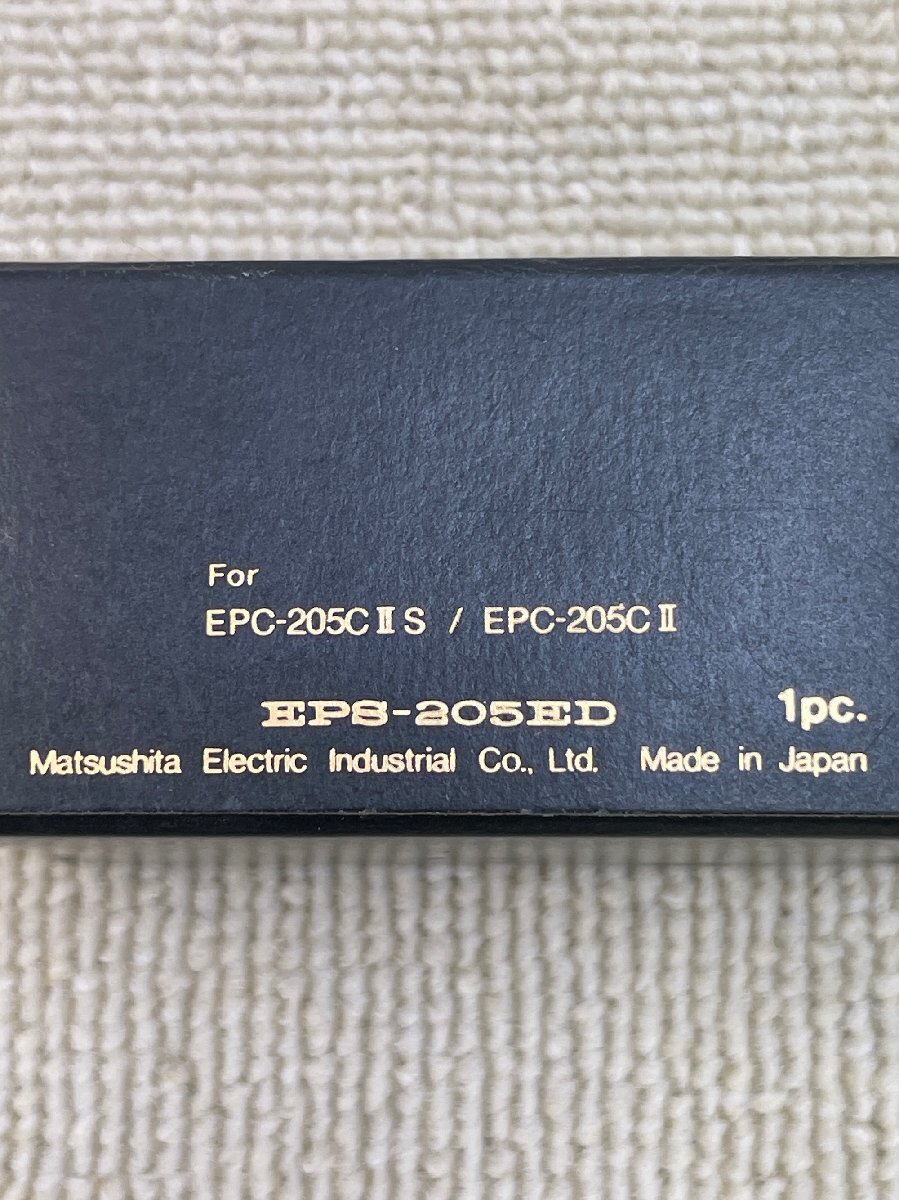 For
EPC-205CⅡS / EPC-205CⅡ
EPS-205ED 1pc.
Matsushita Electric Industrial Co., Ltd. Made in Japan